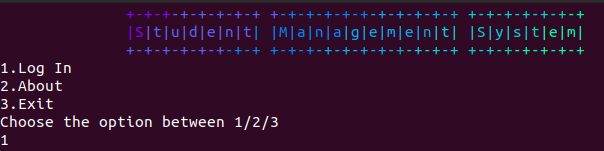 +-+-+-+-+-+-+-+ +-+-+-+-+-+-+-+-+-+-+ +-+-+-+-+-+-+
|S|t|u|d|e|n|t| |M|a|n|a|g|e|m|e|n|t| |S|y|s|t|e|m|
+-+-+-+-+-+-+-+ +-+-+-+-+-+-+-+-+-+-+ +-+-+-+-+-+-+
1.Log In
2.About
3.Exit
Choose the option between 1/2/3
1